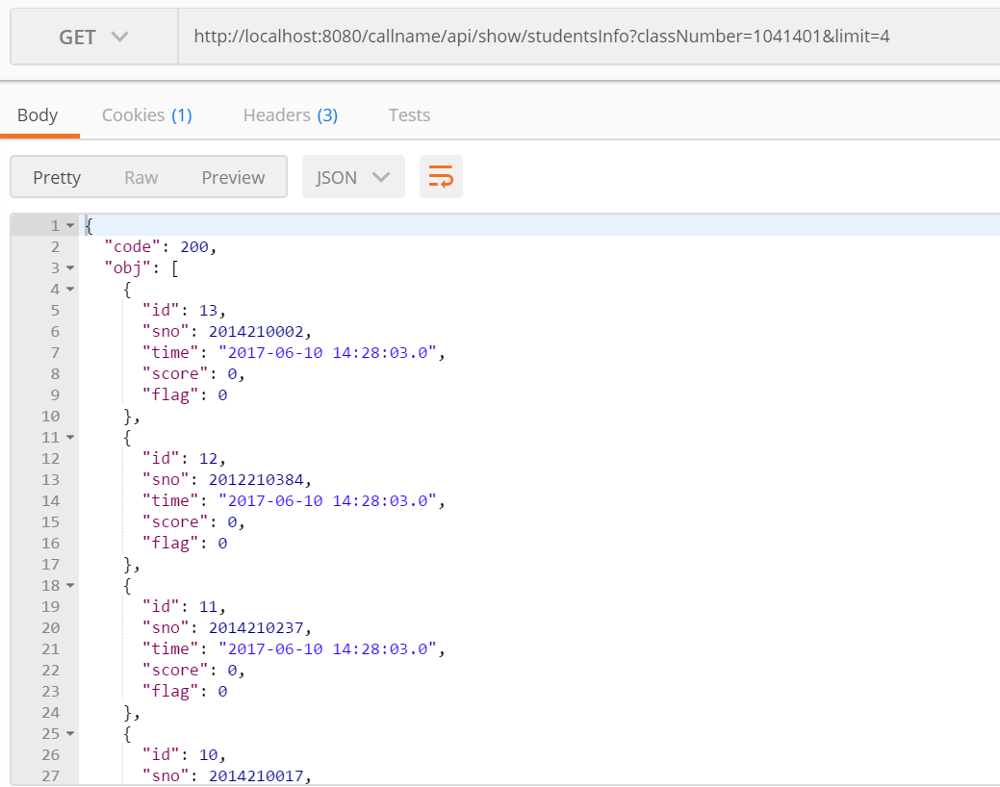 GET http://localhost:8080/callname/api/show/studentsInfo?classNumber=1041401&limit=4
Body Cookies (1) Headers (3) Tests
Pretty Raw Preview JSON
1 {
2 "code": 200,
3 "obj": [
4 {
5 "id": 13,
6 "sno": 2014210002,
7 "time": "2017-06-10 14:28:03.0",
8 "score": 0,
9 "flag": 0
10 },
11 {
12 "id": 12,
13 "sno": 2012210384,
14 "time": "2017-06-10 14:28:03.0",
15 "score": 0,
16 "flag": 0
17 },
18 {
19 "id": 11,
20 "sno": 2014210237,
21 "time": "2017-06-10 14:28:03.0",
22 "score": 0,
23 "flag": 0
24 },
25 {
26 "id": 10,
27 "sno": 2014210017,